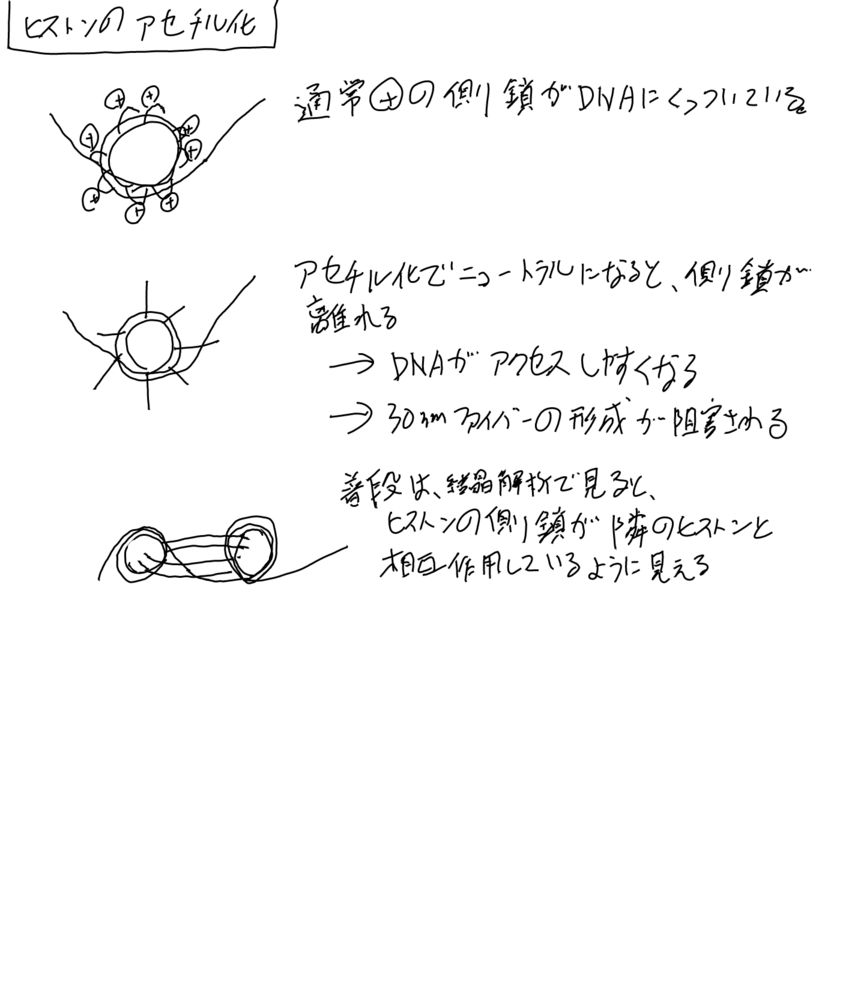 ヒストンのアセチル化
通常⊕の側鎖がDNAにくっついている
⊕ ⊕
⊕ ⊕
⊕
⊕ ⊕ ⊕
アセチル化でニュートラルになると、側鎖が
離れる
→ DNAがアクセスしやすくなる
→ 30nmファイバーの形成が阻害される
普段は、結晶解析で見ると、
ヒストンの側鎖が隣のヒストンと
相互作用しているように見える